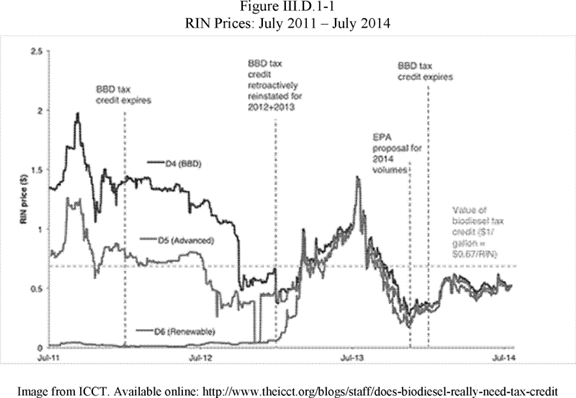 Figure III.D.1-1
RIN Prices: July 2011 – July 2014
2.5
2
1.5
1
0.5
0
RIN price ($)
BBD tax
credit expires
BBD tax
credit
retroactively
reinstated for
2012+2013
BBD tax
credit expires
EPA
proposal for
2014
volumes
D4 (BBD)
D5 (Advanced)
D6 (Renewable)
Value of
biodiesel tax
credit ($1/
gallon =
$0.67/RIN)
Jul-11
Jul-12
Jul-13
Jul-14
Image from ICCT. Available online: http://www.theicct.org/blogs/staff/does-biodiesel-really-need-tax-credit